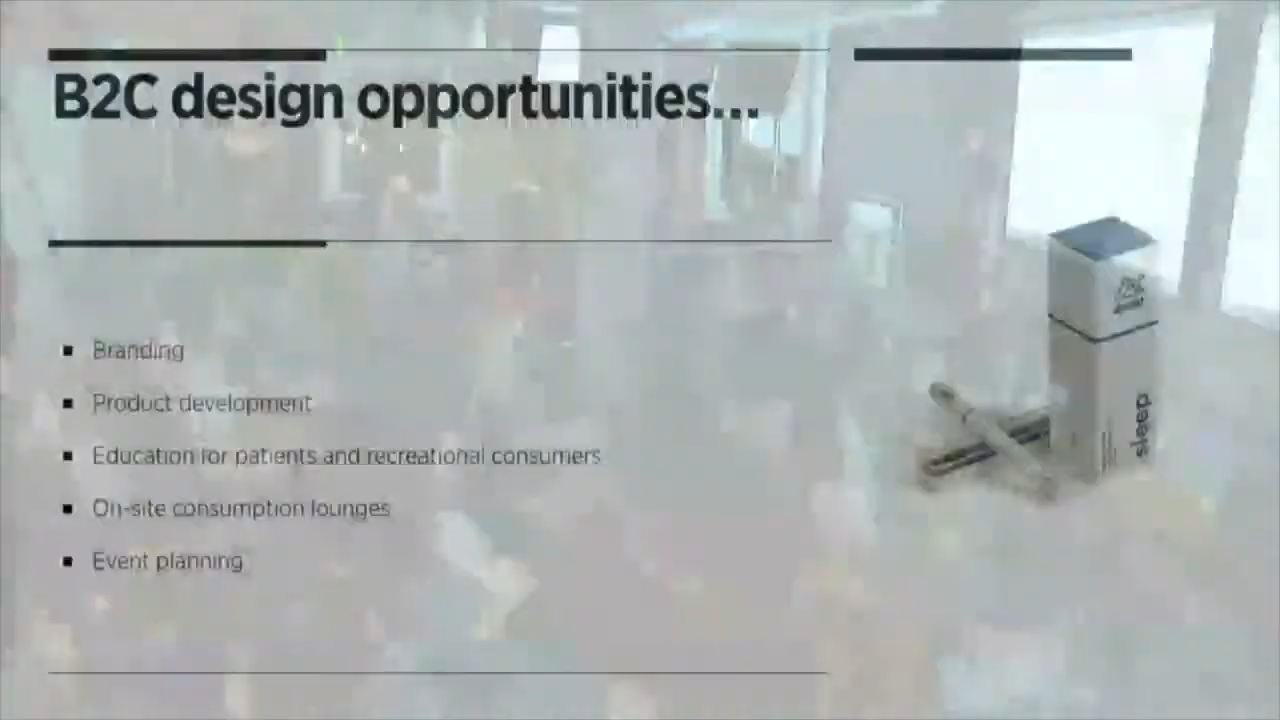 B2C design opportunities...
Branding
Product development
Education for patients and recreational consumers
On-site consumption lounges
Event planning
sleep